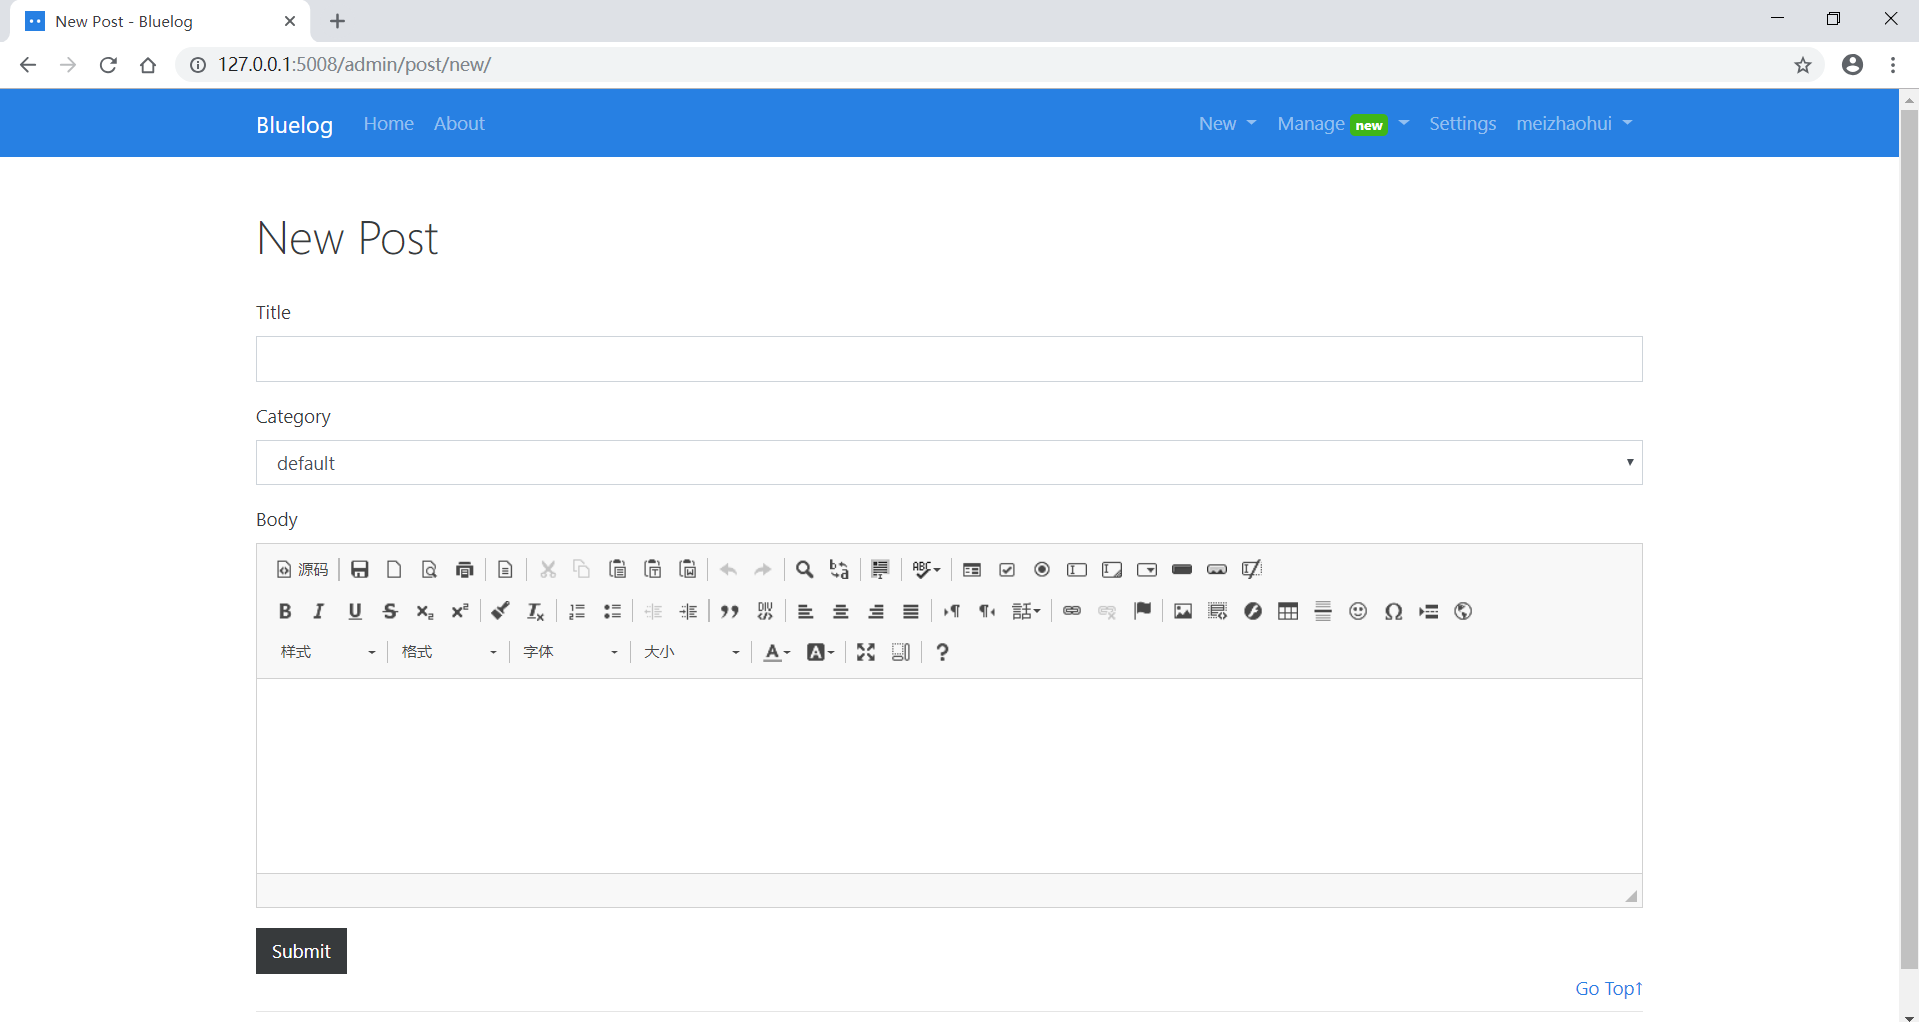 New Post - Bluelog
127.0.0.1:5008/admin/post/new/
Bluelog Home About New Manage new Settings meizhaohui
New Post
Title
Category
default
Body
源码
样式 格式 字体 大小
Submit
Go Top↑